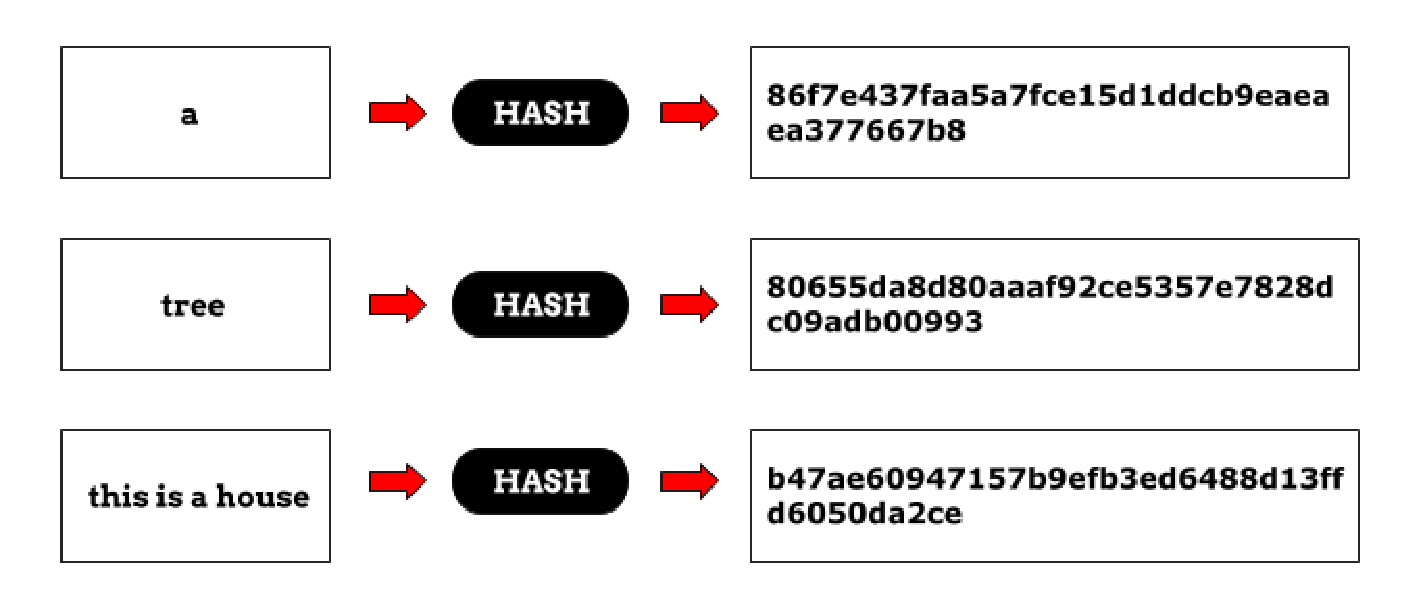 a
HASH
86f7e437faa5a7fce15d1ddcb9eaea
ea377667b8
tree
HASH
80655da8d80aaaf92ce5357e7828d
c09adb00993
this is a house
HASH
b47ae60947157b9efb3ed6488d13ff
d6050da2ce